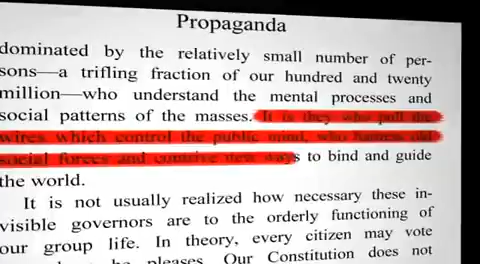 Propaganda
dominated by the relatively small number of per-
sons—a trifling fraction of our hundred and twenty
million—who understand the mental processes and
social patterns of the masses. It is they who pull the
wires which control the public mind, who harness old
social forces and contrive new ways to bind and guide
the world.
It is not usually realized how necessary these in-
visible governors are to the orderly functioning of
our group life. In theory, every citizen may vote
be pleases. Our Constitution does not